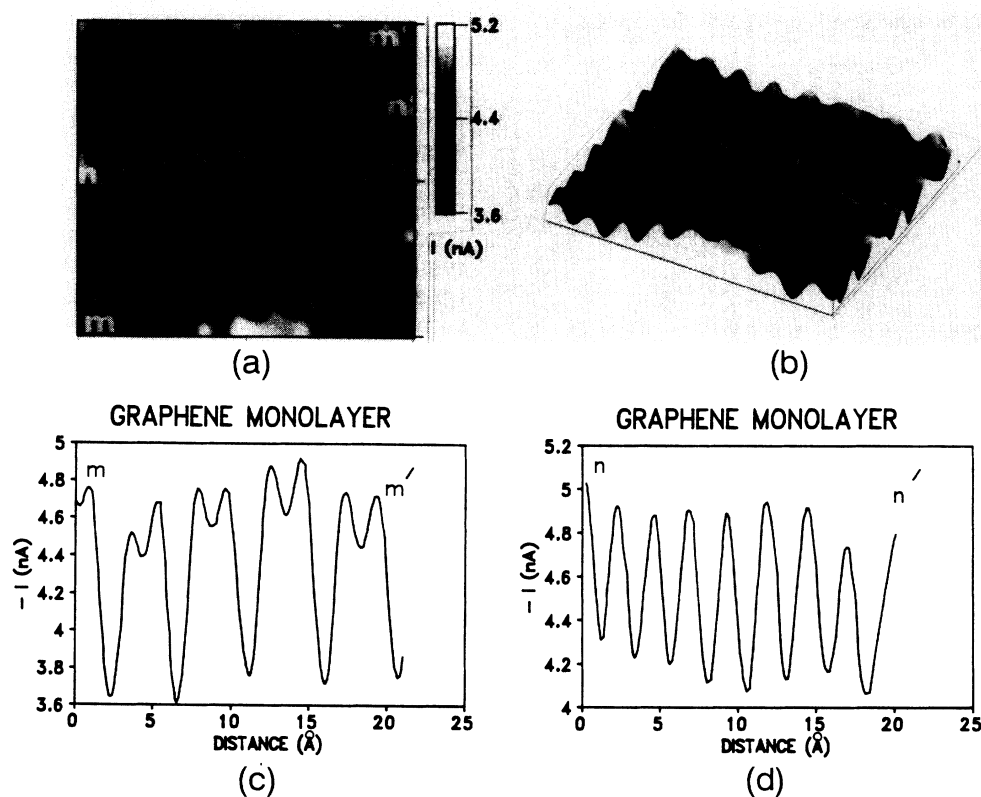 m'
5.2
n'
4.4
n
3.6
I (nA)
m
(a)
(b)
GRAPHENE MONOLAYER
5
4.8
4.6
4.4
4.2
4
3.8
3.6
- I (nA)
m
m'
0
5
10
15
20
25
DISTANCE (Å)
(c)
GRAPHENE MONOLAYER
5.2
5
4.8
4.6
4.4
4.2
4
- I (nA)
n
n'
0
5
10
15
20
25
DISTANCE (Å)
(d)